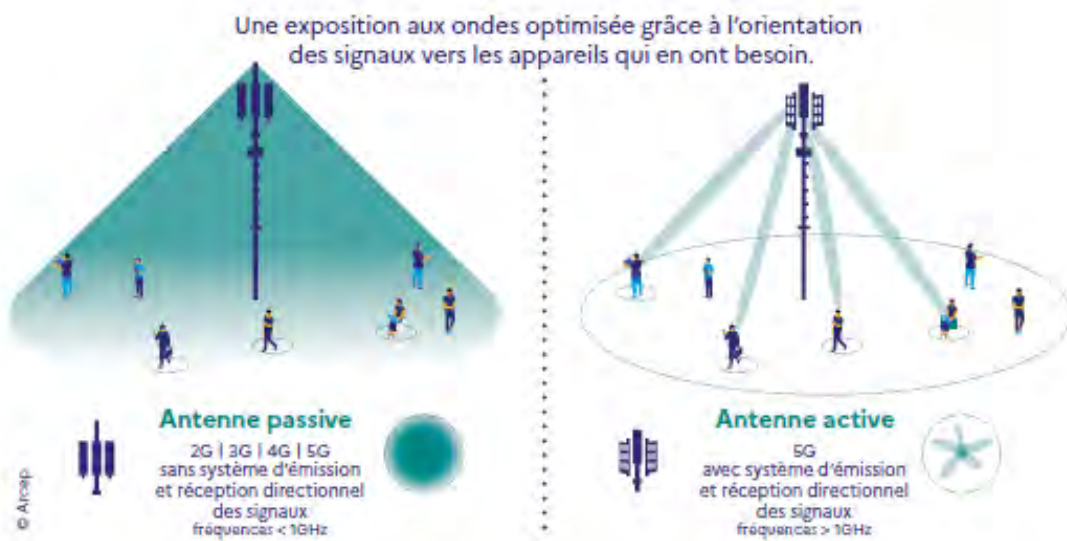 Une exposition aux ondes optimisée grâce à l'orientation
des signaux vers les appareils qui en ont besoin.
Antenne passive
2G | 3G | 4G | 5G
sans système d'émission
et réception directionnel
des signaux
fréquences < 1GHz
Antenne active
5G
avec système d'émission
et réception directionnel
des signaux
fréquences > 1GHz
© Arcep